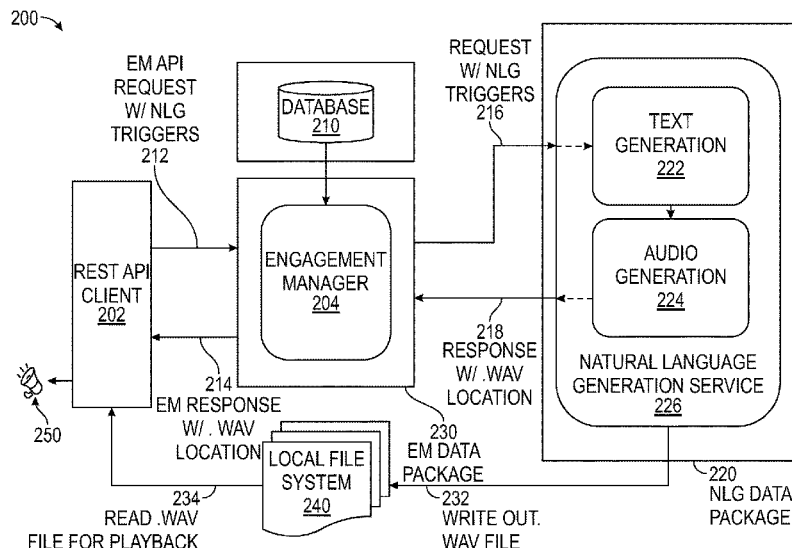 200
EM API
REQUEST
W/ NLG
TRIGGERS
212
DATABASE
210
REQUEST
W/ NLG
TRIGGERS
216
TEXT
GENERATION
222
REST API
CLIENT
202
ENGAGEMENT
MANAGER
204
AUDIO
GENERATION
224
218
RESPONSE
W/ .WAV
LOCATION
NATURAL LANGUAGE
GENERATION SERVICE
226
250
214
EM RESPONSE
W/ . WAV
LOCATION
230
EM DATA
PACKAGE
LOCAL FILE
SYSTEM
240
234
READ .WAV
FILE FOR PLAYBACK
232
WRITE OUT.
WAV FILE
220
NLG DATA
PACKAGE